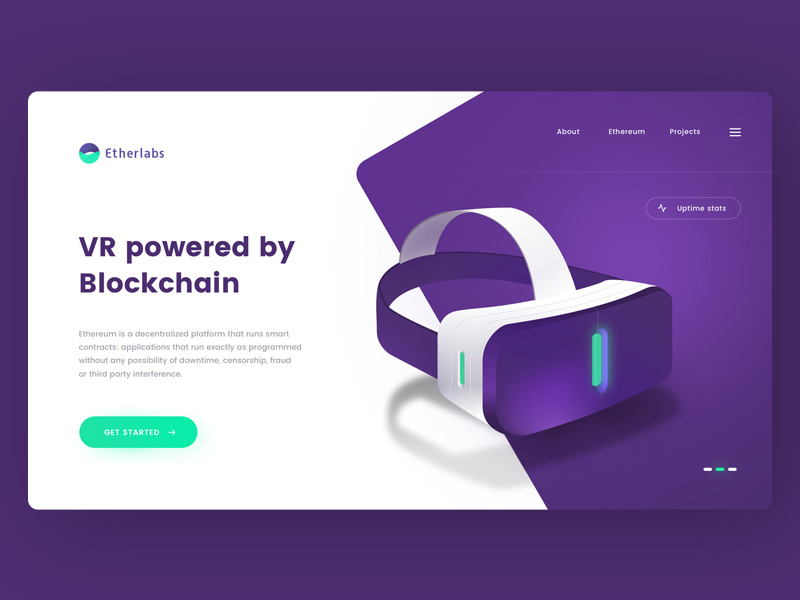 About
Ethereum
Projects
Etherlabs
Uptime stats
VR powered by
Blockchain
Ethereum is a decentralized platform that runs smart
contracts: applications that run exactly as programmed
without any possibility of downtime, censorship, fraud
or third party interference.
GET STARTED